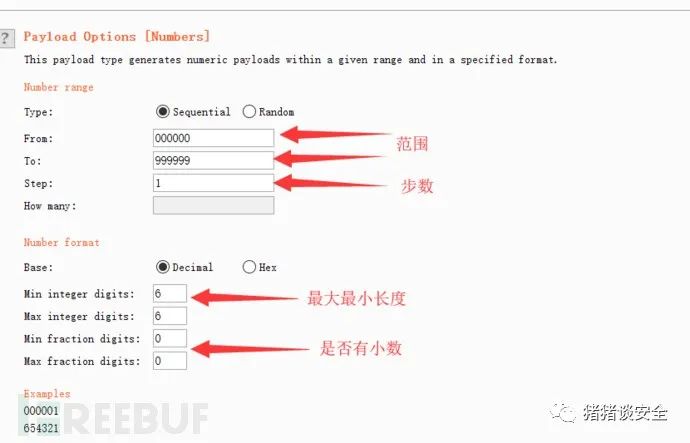 ?
Payload Options [Numbers]
This payload type generates numeric payloads within a given range and in a specified format.
Number range
Type: Sequential Random
From: 000000
范围
To: 999999
Step: 1
步数
How many:
Number format
Base: Decimal Hex
Min integer digits: 6
最大最小长度
Max integer digits: 6
Min fraction digits: 0
是否有小数
Max fraction digits: 0
Examples
000001
654321
REEBUF
猪猪谈安全